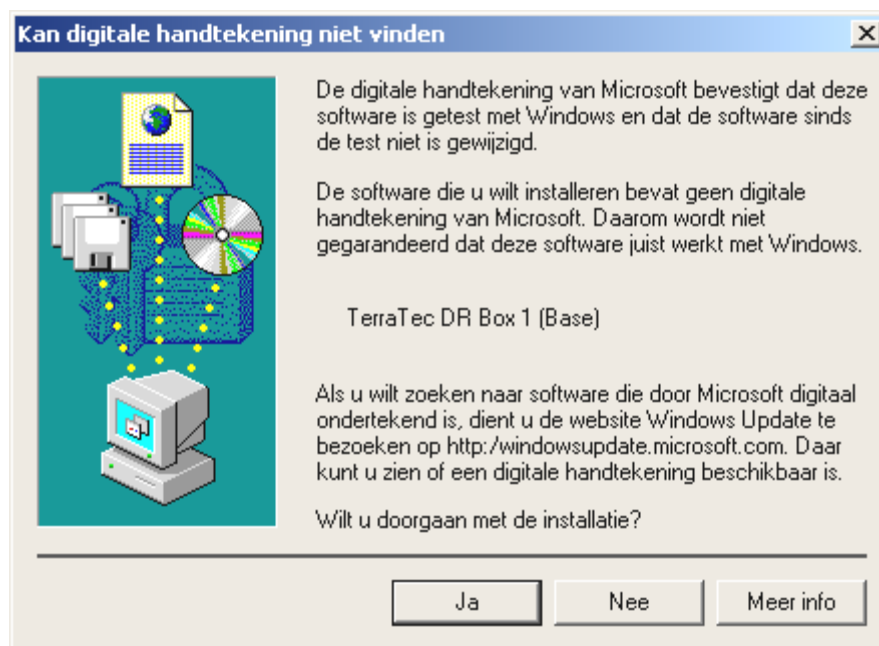 Kan digitale handtekening niet vinden
De digitale handtekening van Microsoft bevestigt dat deze
software is getest met Windows en dat de software sinds
de test niet is gewijzigd.
De software die u wilt installeren bevat geen digitale
handtekening van Microsoft. Daarom wordt niet
gegarandeerd dat deze software juist werkt met Windows.
TerraTec DR Box 1 (Base)
Als u wilt zoeken naar software die door Microsoft digitaal
ondertekend is, dient u de website Windows Update te
bezoeken op http:/windowsupdate.microsoft.com. Daar
kunt u zien of een digitale handtekening beschikbaar is.
Wilt u doorgaan met de installatie?
Ja
Nee
Meer info